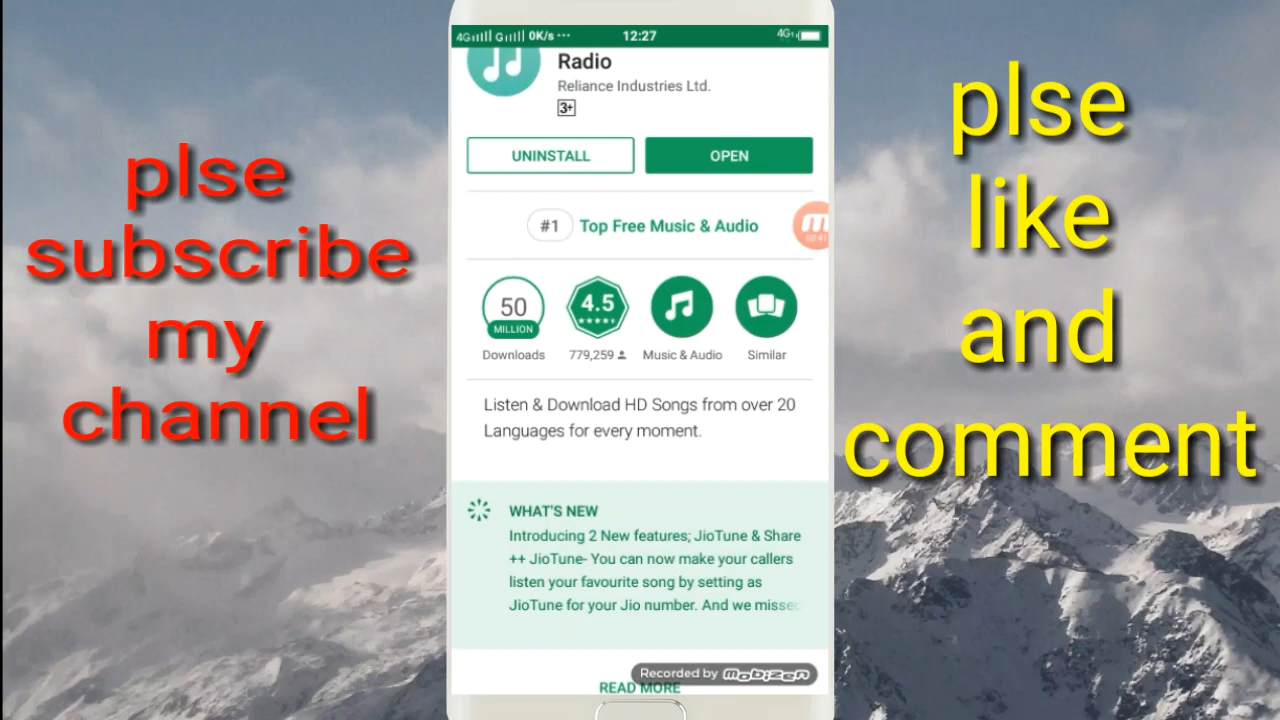 plse
subscribe
my
channel
4G G 0K/s ··· 12:27 4G
Radio
Reliance Industries Ltd.
3+
UNINSTALL OPEN
#1 Top Free Music & Audio
00:41
50
MILLION
4.5
Downloads 779,259 Music & Audio Similar
Listen & Download HD Songs from over 20
Languages for every moment.
WHAT'S NEW
Introducing 2 New features; JioTune & Share
++ JioTune- You can now make your callers
listen your favourite song by setting as
JioTune for your Jio number. And we missed
Recorded by mobizen
READ MORE
plse
like
and
comment